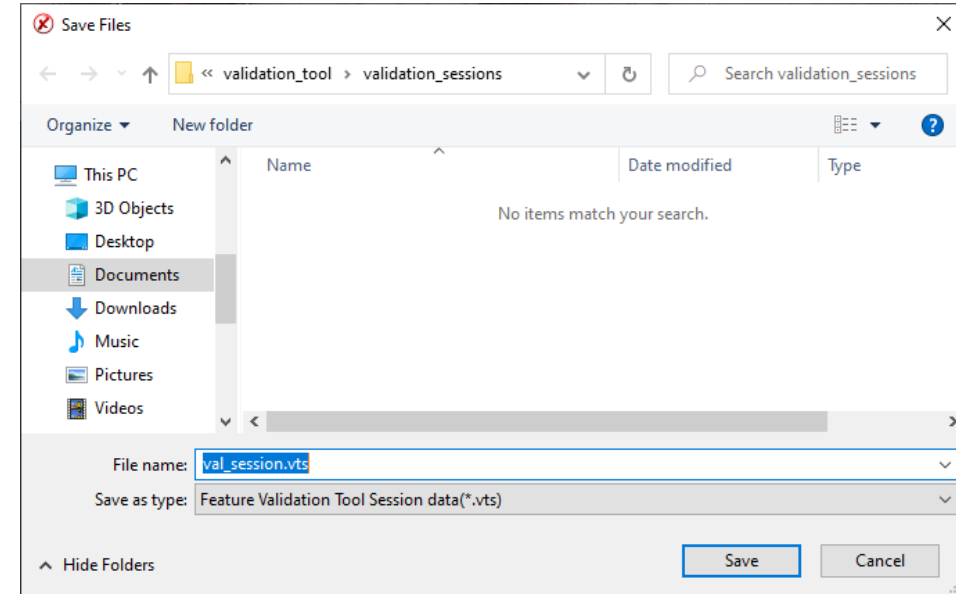 Save Files
« validation_tool › validation_sessions
Search validation_sessions
Organize
New folder
Name
Date modified
Type
This PC
No items match your search.
3D Objects
Desktop
Documents
Downloads
Music
Pictures
Videos
File name: val_session.vts
Save as type: Feature Validation Tool Session data(*.vts)
Hide Folders
Save
Cancel